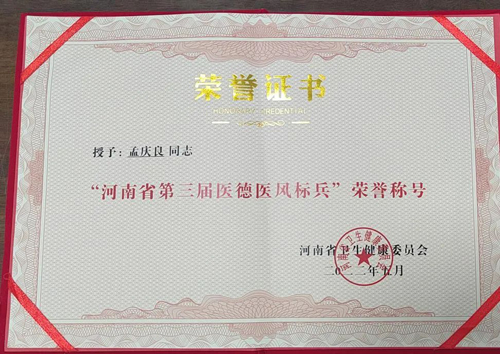 荣誉证书
授予：孟庆良 同志
“河南省第三届医德医风标兵”荣誉称号
河南省卫生健康委员会
二〇二二年五月